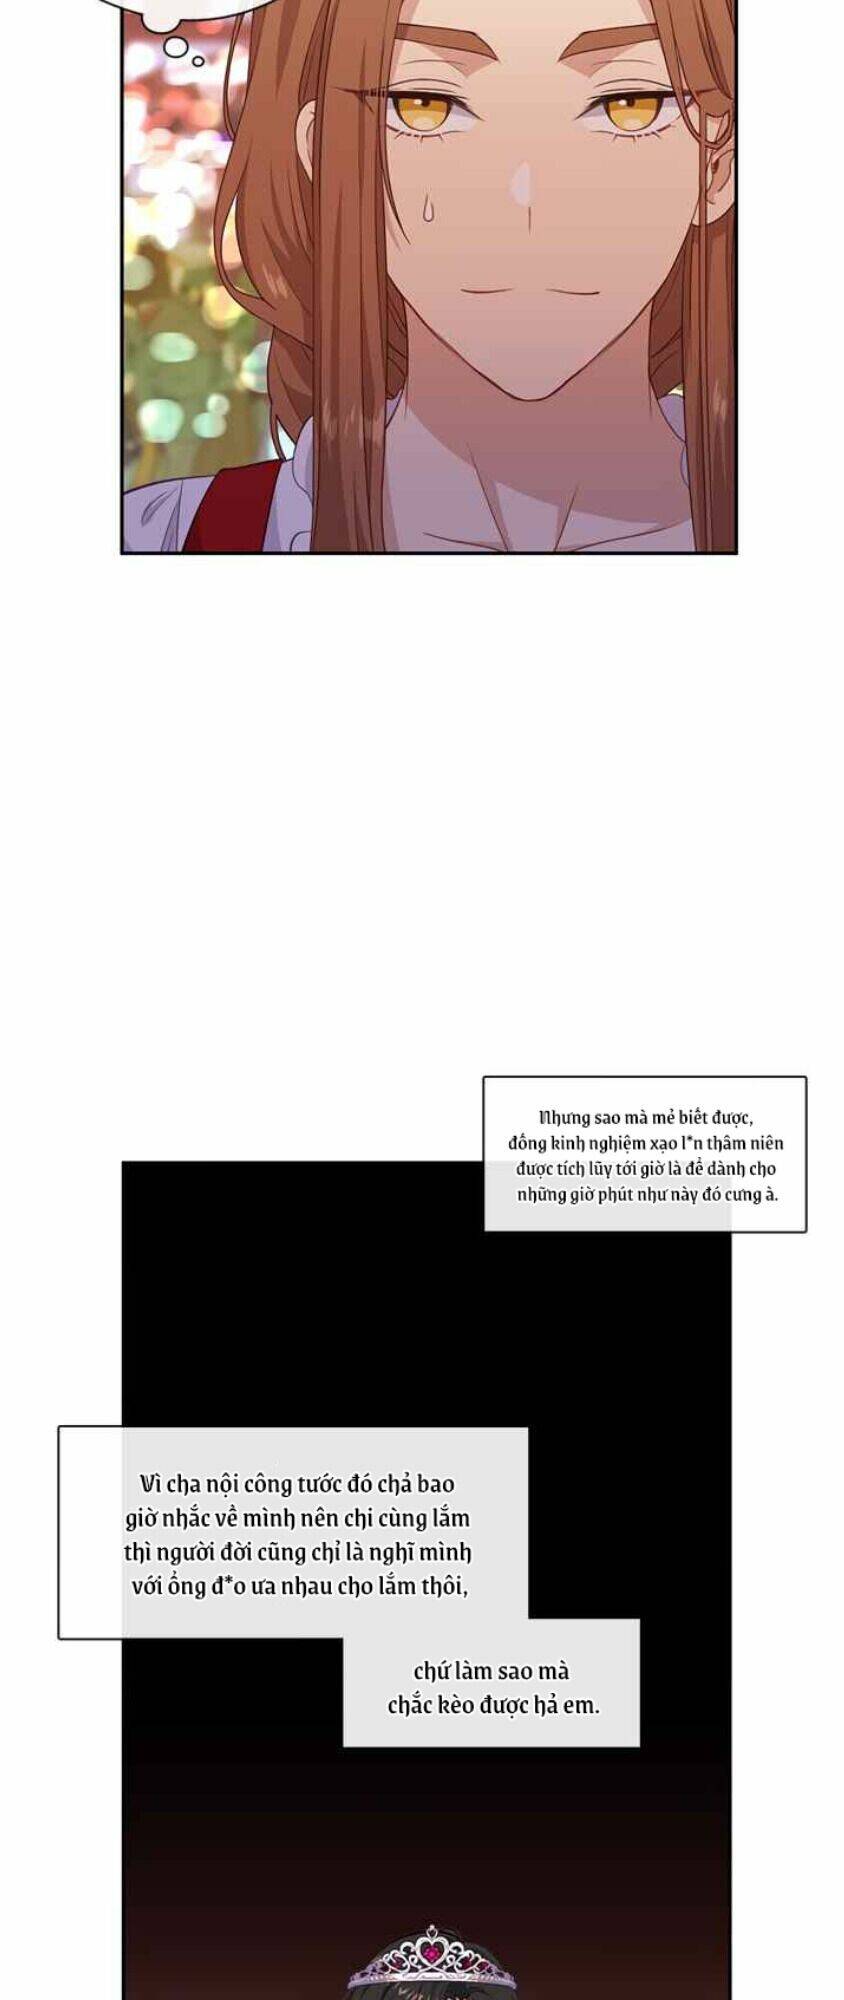 Nhưng sao mà mẻ biết được,
đống kinh nghiệm xạo l*n thâm niên
được tích lũy tới giờ là để dành cho
những giờ phút như này đó cưng à.
Vì cha nội công tước đó chả bao
giờ nhắc về mình nên chi cùng lắm
thì người đời cũng chỉ là nghĩ mình
với ổng đ*o ưa nhau cho lắm thôi,
chứ làm sao mà
chắc kèo được hả em.